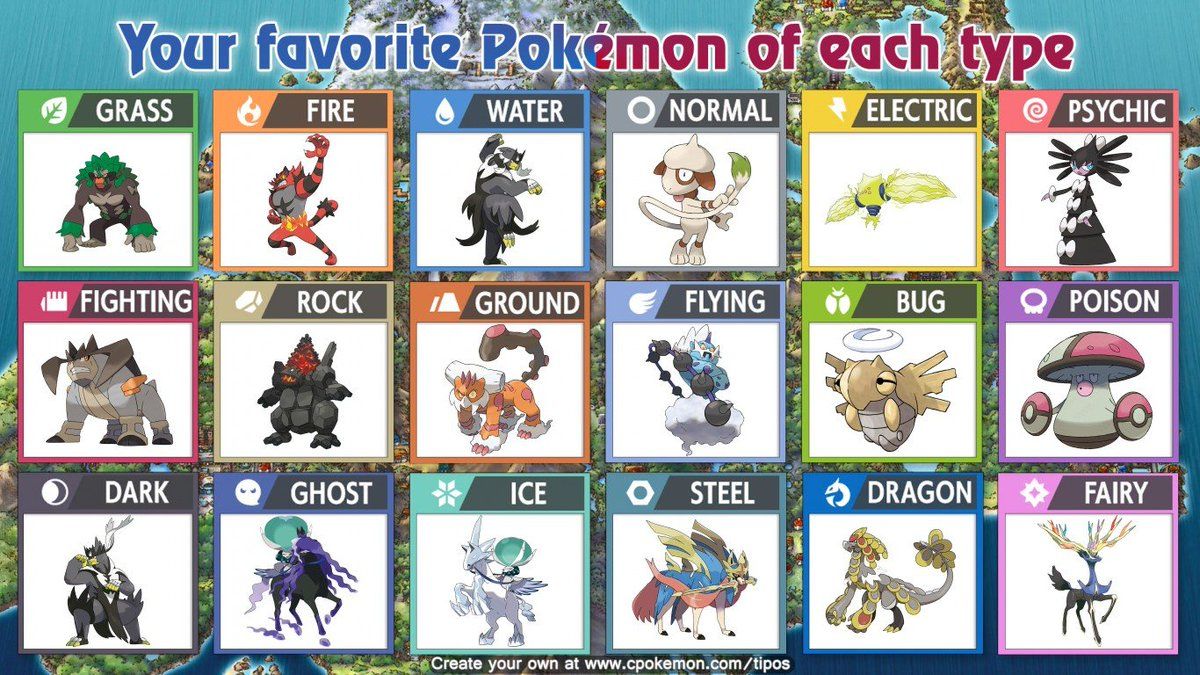 Your favorite Pokémon of each type
GRASS
FIRE
WATER
NORMAL
ELECTRIC
PSYCHIC
FIGHTING
ROCK
GROUND
FLYING
BUG
POISON
DARK
GHOST
ICE
STEEL
DRAGON
FAIRY
Create your own at www.cpokemon.com/tipos